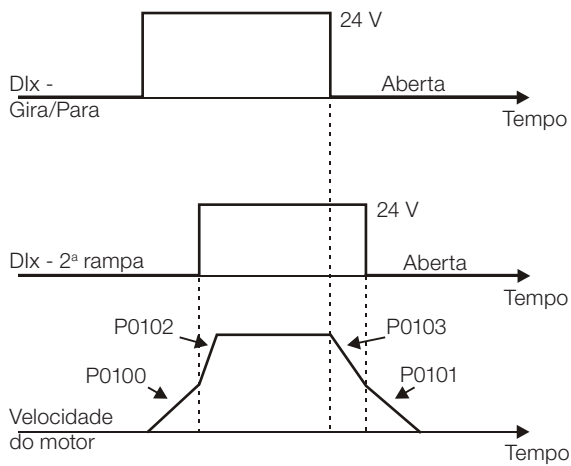 24 V
DIx -
Gira/Para
Aberta
Tempo
24 V
DIx - 2ª rampa
Aberta
Tempo
P0102
P0103
P0100
P0101
Velocidade
do motor
Tempo